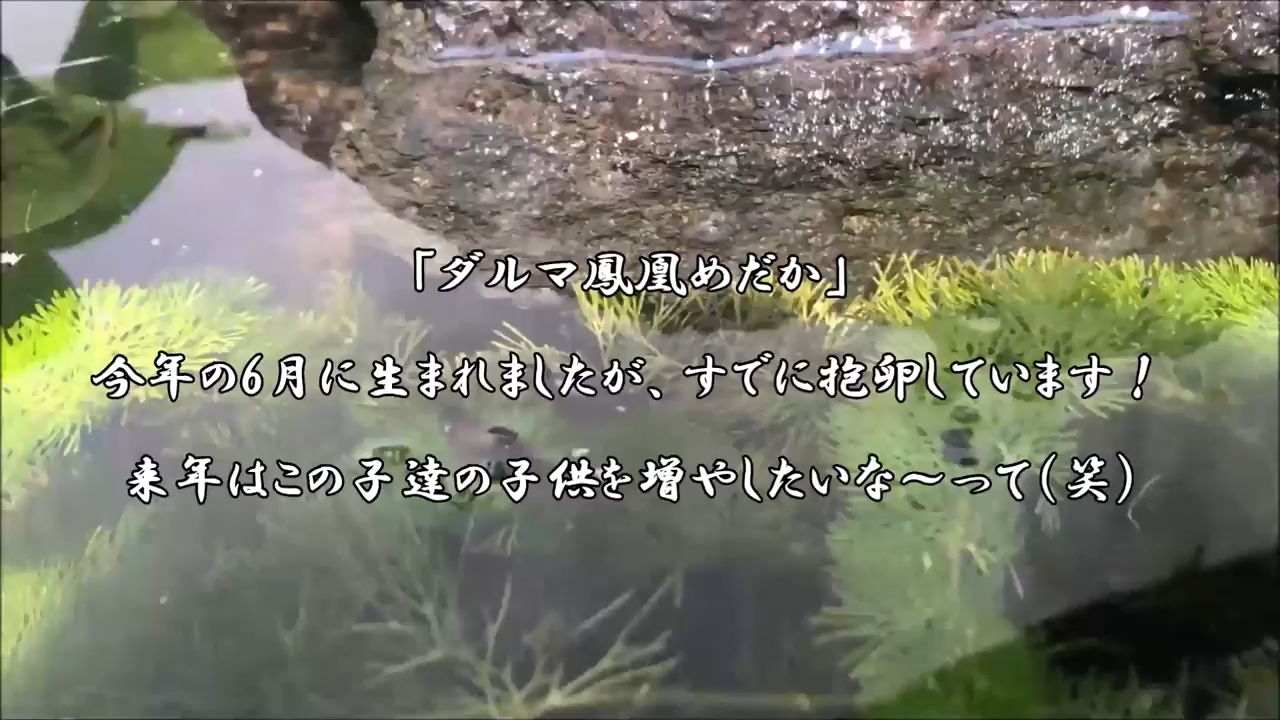 「ダルマ鳳凰めだか」
今年の6月に生まれましたが、すでに抱卵しています！
来年はこの子達の子供を増やしたいな～って（笑）